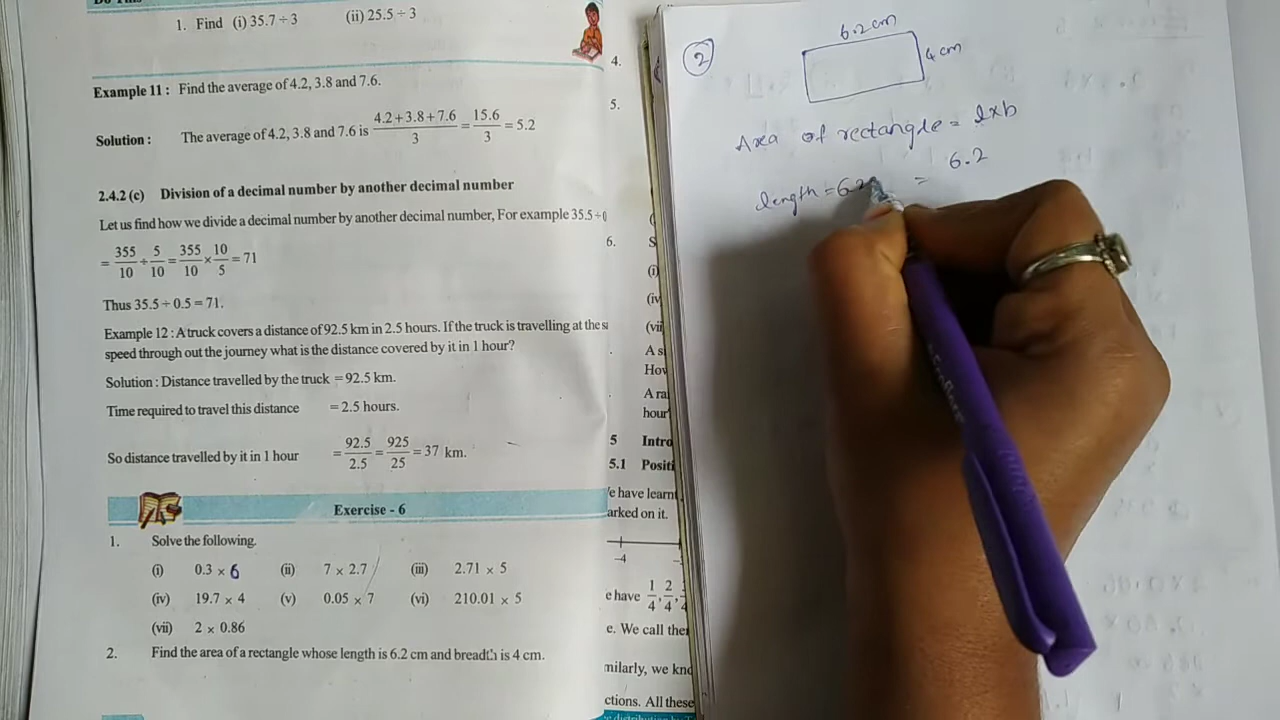 1. Find (i) 35.7 ÷ 3 (ii) 25.5 ÷ 3
Example 11 : Find the average of 4.2, 3.8 and 7.6.
Solution : The average of 4.2, 3.8 and 7.6 is (4.2 + 3.8 + 7.6)/3 = 15.6/3 = 5.2
2.4.2 (c) Division of a decimal number by another decimal number
Let us find how we divide a decimal number by another decimal number, For example 35.5 ÷ 0
= 355/10 ÷ 5/10 = 355/10 × 10/5 = 71
Thus 35.5 ÷ 0.5 = 71.
Example 12 : A truck covers a distance of 92.5 km in 2.5 hours. If the truck is travelling at the
speed through out the journey what is the distance covered by it in 1 hour?
Solution : Distance travelled by the truck = 92.5 km.
Time required to travel this distance = 2.5 hours.
So distance travelled by it in 1 hour = 92.5/2.5 = 925/25 = 37 km.
Exercise - 6
1. Solve the following.
(i) 0.3 × 6 (ii) 7 × 2.7 (iii) 2.71 × 5
(iv) 19.7 × 4 (v) 0.05 × 7 (vi) 210.01 × 5
(vii) 2 × 0.86
2. Find the area of a rectangle whose length is 6.2 cm and breadth is 4 cm.
4.
5.
6. S
(i)
(iv
(vii
A s
Hov
A ra
hour
5 Intro
5.1 Positi
e have learn
arked on it.
-4
e have 1/4, 2/4,
e. We call the
milarly, we kno
ctions. All these
2
6.2 cm
4 cm
Area of rectangle = l × b
= 6.2
length = 6.2